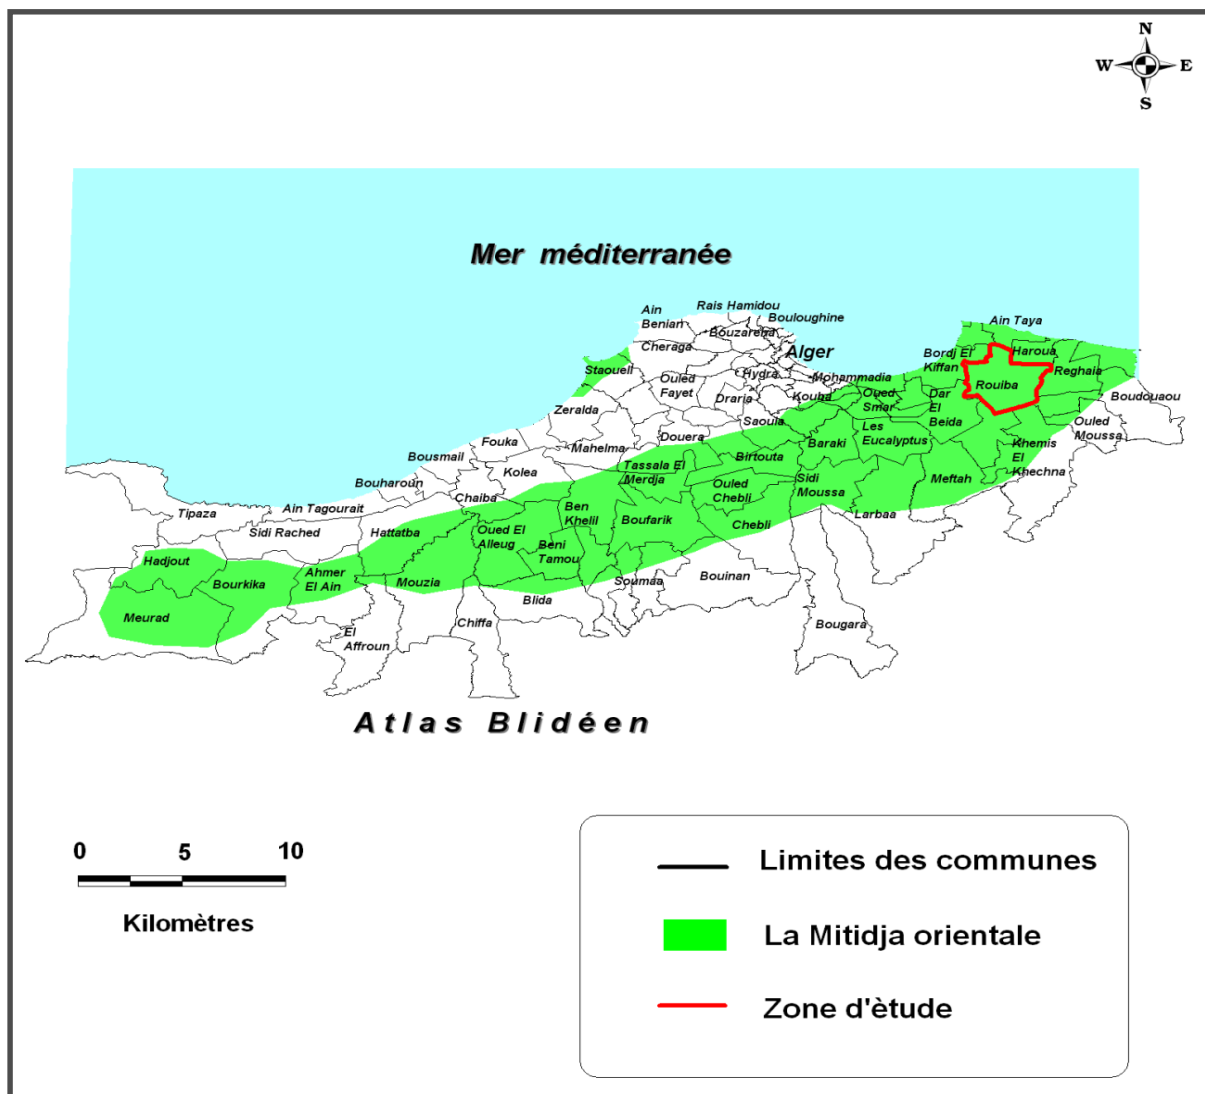 N
W
E
S
Mer méditerranée
Ain
Benian
Rais Hamidou
Bouloughine
Bouzareha
Cheraga
Alger
Ain Taya
Bordj El
Kiffan
Haroua
Reghaia
Staouell
Ouled
Fayet
Hydra
Mohammadia
Rouiba
Boudouaou
Zeralda
Draria
Kouba
Oued
Smar
Dar
El
Beida
Ouled
Moussa
Saoula
Fouka
Mahelma
Douera
Baraki
Les
Eucalyptus
Khemis
El
Khechna
Bousmail
Kolea
Tassala El
Merdja
Birtouta
Bouharoun
Chaiba
Ouled
Chebli
Sidi
Moussa
Meftah
Tipaza
Ain Tagourait
Ben
Khelil
Boufarik
Chebli
Larbaa
Sidi Rached
Hattatba
Oued El
Alleug
Beni
Tamou
Hadjout
Bourkika
Ahmer
El Ain
Mouzia
Soumaa
Bouinan
Blida
Meurad
El
Affroun
Chiffa
Bougara
Atlas Blidéen
0 5 10
Kilomètres
Limites des communes
La Mitidja orientale
Zone d'ètude